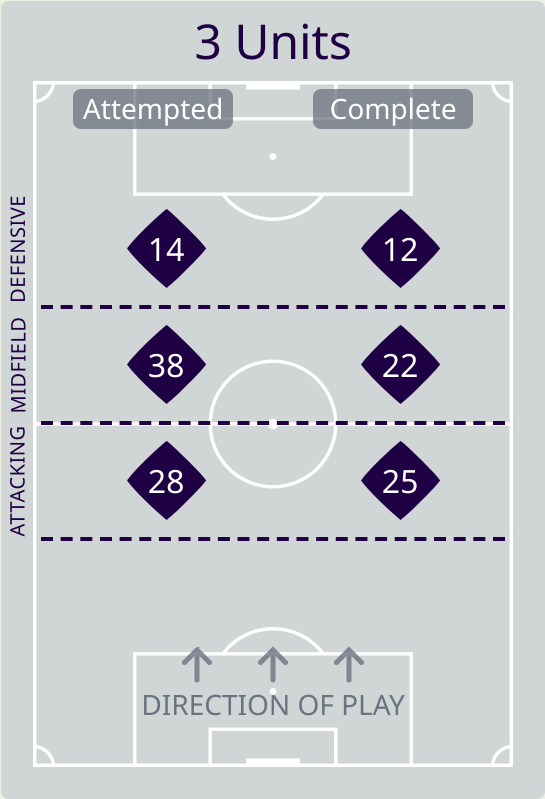 3 Units
Attempted
Complete
DEFENSIVE
14
12
MIDFIELD
38
22
ATTACKING
28
25
DIRECTION OF PLAY